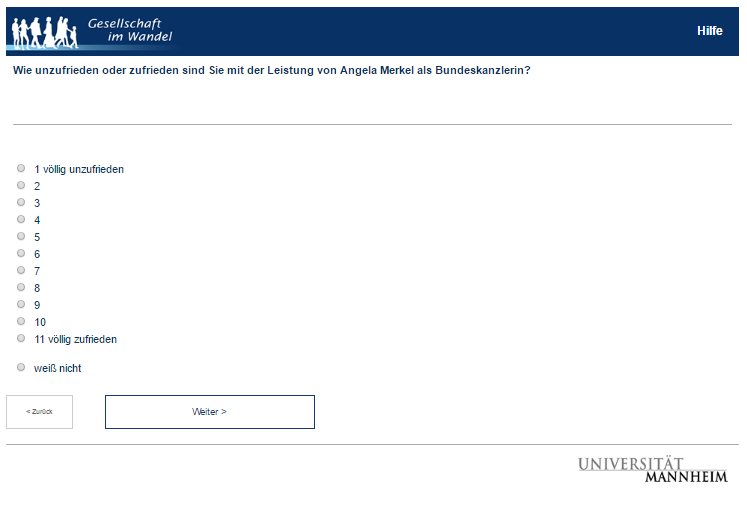 Gesellschaft
im Wandel
Hilfe
Wie unzufrieden oder zufrieden sind Sie mit der Leistung von Angela Merkel als Bundeskanzlerin?
1 völlig unzufrieden
2
3
4
5
6
7
8
9
10
11 völlig zufrieden
weiß nicht
< Zurück
Weiter >
UNIVERSITÄT
MANNHEIM